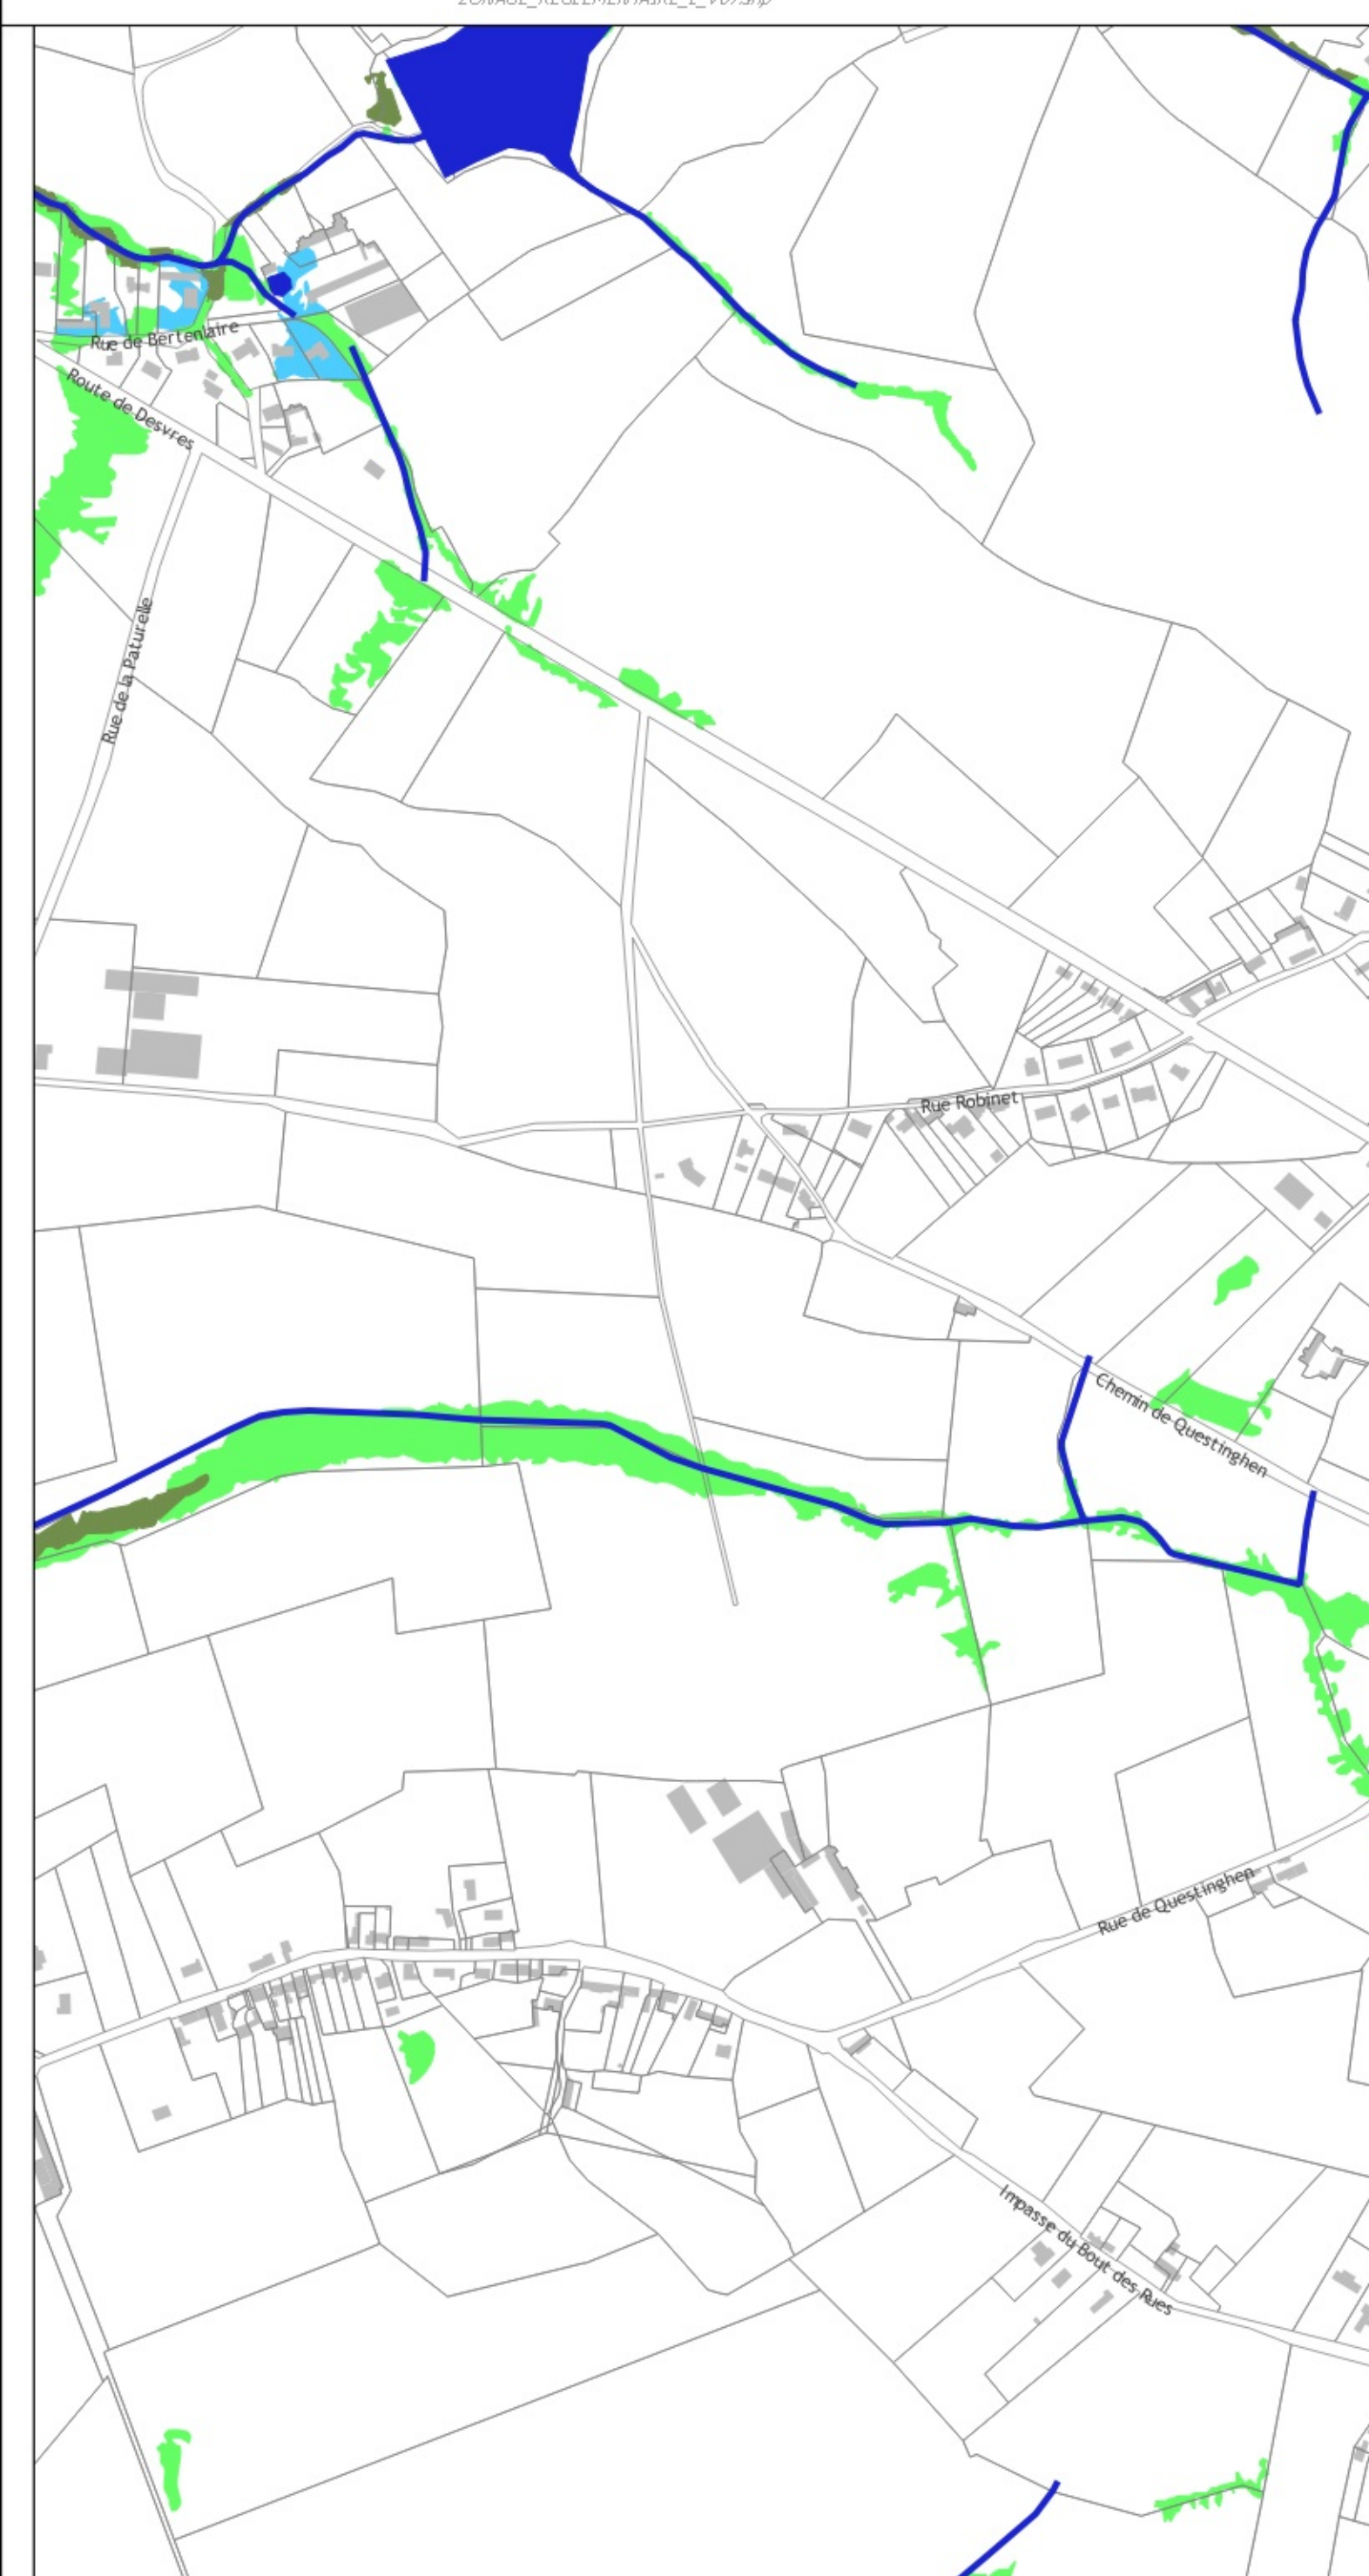 Rue de Bertenlaire
Route de Desvres
Rue de la Paturelle
Rue Robinet
Chemin de Questinghen
Rue de Questinghen
Impasse du Bout des Rues